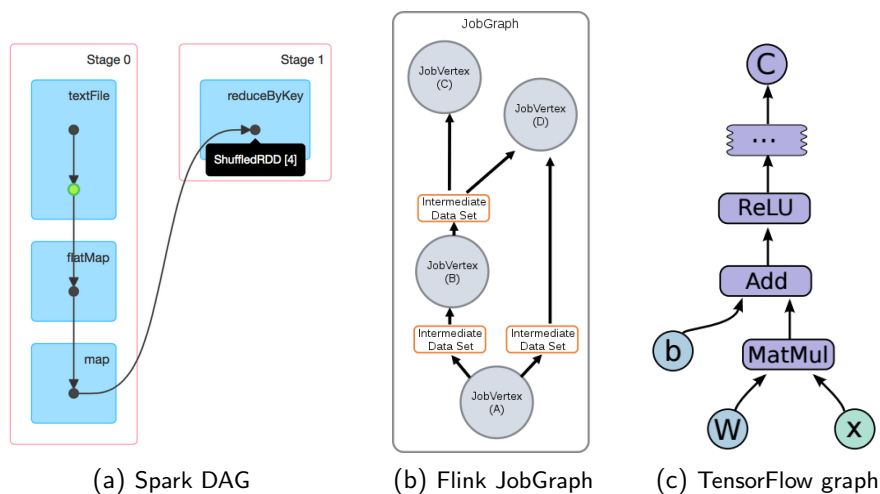 Stage 0
textFile
flatMap
map
Stage 1
reduceByKey
ShuffledRDD [4]
(a) Spark DAG
JobGraph
JobVertex
(C)
JobVertex
(D)
Intermediate
Data Set
JobVertex
(B)
Intermediate
Data Set
Intermediate
Data Set
JobVertex
(A)
(b) Flink JobGraph
C
...
ReLU
Add
b
MatMul
W
x
(c) TensorFlow graph